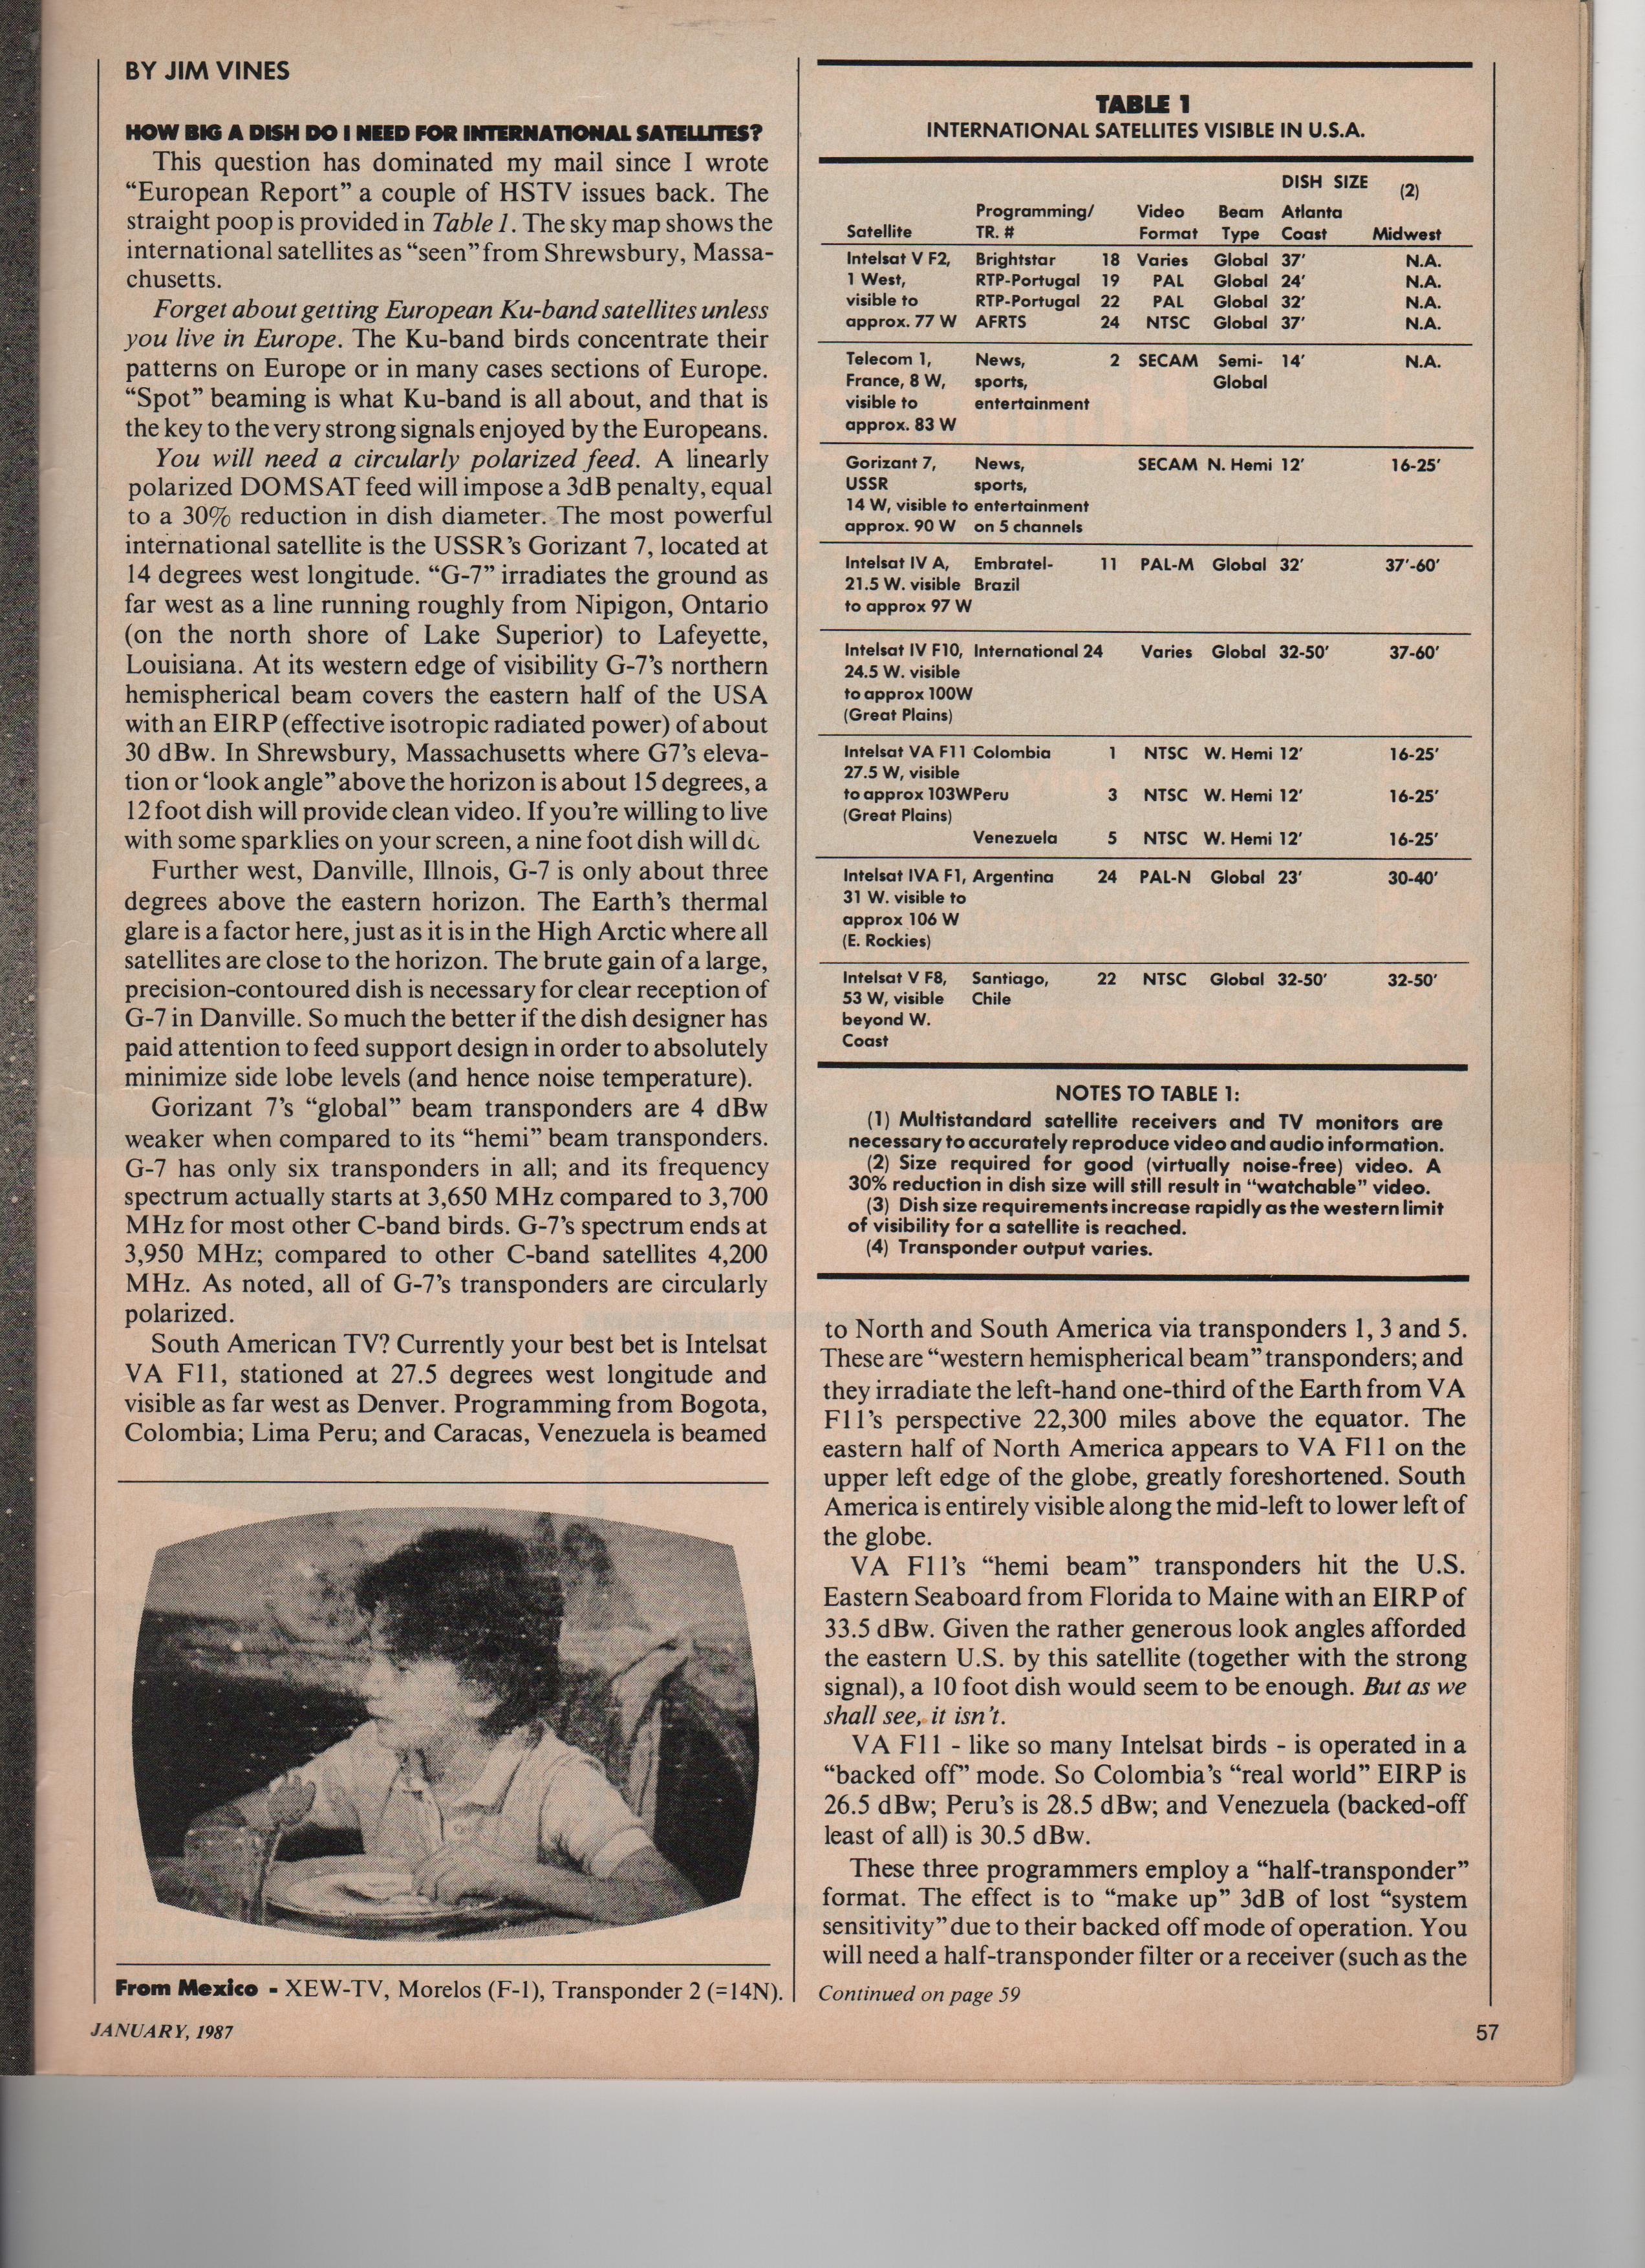 BY JIM VINES
HOW BIG A DISH DO I NEED FOR INTERNATIONAL SATELLITES?
This question has dominated my mail since I wrote
“European Report” a couple of HSTV issues back. The
straight poop is provided in Table 1. The sky map shows the
international satellites as “seen” from Shrewsbury, Massa-
chusetts.
Forget about getting European Ku-band satellites unless
you live in Europe. The Ku-band birds concentrate their
patterns on Europe or in many cases sections of Europe.
“Spot” beaming is what Ku-band is all about, and that is
the key to the very strong signals enjoyed by the Europeans.
You will need a circularly polarized feed. A linearly
polarized DOMSAT feed will impose a 3dB penalty, equal
to a 30% reduction in dish diameter. The most powerful
international satellite is the USSR’s Gorizant 7, located at
14 degrees west longitude. “G-7” irradiates the ground as
far west as a line running roughly from Nipigon, Ontario
(on the north shore of Lake Superior) to Lafeyette,
Louisiana. At its western edge of visibility G-7’s northern
hemispherical beam covers the eastern half of the USA
with an EIRP (effective isotropic radiated power) of about
30 dBw. In Shrewsbury, Massachusetts where G7’s eleva-
tion or ‘look angle” above the horizon is about 15 degrees, a
12 foot dish will provide clean video. If you’re willing to live
with some sparklies on your screen, a nine foot dish will do
Further west, Danville, Illnois, G-7 is only about three
degrees above the eastern horizon. The Earth’s thermal
glare is a factor here, just as it is in the High Arctic where all
satellites are close to the horizon. The brute gain of a large,
precision-contoured dish is necessary for clear reception of
G-7 in Danville. So much the better if the dish designer has
paid attention to feed support design in order to absolutely
minimize side lobe levels (and hence noise temperature).
Gorizant 7’s “global” beam transponders are 4 dBw
weaker when compared to its “hemi” beam transponders.
G-7 has only six transponders in all; and its frequency
spectrum actually starts at 3,650 MHz compared to 3,700
MHz for most other C-band birds. G-7’s spectrum ends at
3,950 MHz; compared to other C-band satellites 4,200
MHz. As noted, all of G-7’s transponders are circularly
polarized.
South American TV? Currently your best bet is Intelsat
VA F11, stationed at 27.5 degrees west longitude and
visible as far west as Denver. Programming from Bogota,
Colombia; Lima Peru; and Caracas, Venezuela is beamed
From Mexico - XEW-TV, Morelos (F-1), Transponder 2 (=14N).
TABLE 1
INTERNATIONAL SATELLITES VISIBLE IN U.S.A.
DISH SIZE (2)
Programming/ Video Beam Atlanta
Satellite TR. # Format Type Coast Midwest
Intelsat V F2, Brightstar 18 Varies Global 37’ N.A.
1 West, RTP-Portugal 19 PAL Global 24’ N.A.
visible to RTP-Portugal 22 PAL Global 32’ N.A.
approx. 77 W AFRTS 24 NTSC Global 37’ N.A.
Telecom 1, News, 2 SECAM Semi- 14’ N.A.
France, 8 W, sports, Global
visible to entertainment
approx. 83 W
Gorizant 7, News, SECAM N. Hemi 12’ 16-25’
USSR sports,
14 W, visible to entertainment
approx. 90 W on 5 channels
Intelsat IV A, Embratel- 11 PAL-M Global 32’ 37’-60’
21.5 W. visible Brazil
to approx 97 W
Intelsat IV F10, International 24 Varies Global 32-50’ 37-60’
24.5 W. visible
to approx 100W
(Great Plains)
Intelsat VA F11 Colombia 1 NTSC W. Hemi 12’ 16-25’
27.5 W, visible
to approx 103W Peru 3 NTSC W. Hemi 12’ 16-25’
(Great Plains)
Venezuela 5 NTSC W. Hemi 12’ 16-25’
Intelsat IVA F1, Argentina 24 PAL-N Global 23’ 30-40’
31 W. visible to
approx 106 W
(E. Rockies)
Intelsat V F8, Santiago, 22 NTSC Global 32-50’ 32-50’
53 W, visible Chile
beyond W.
Coast
NOTES TO TABLE 1:
(1) Multistandard satellite receivers and TV monitors are
necessary to accurately reproduce video and audio information.
(2) Size required for good (virtually noise-free) video. A
30% reduction in dish size will still result in “watchable” video.
(3) Dish size requirements increase rapidly as the western limit
of visibility for a satellite is reached.
(4) Transponder output varies.
to North and South America via transponders 1, 3 and 5.
These are “western hemispherical beam” transponders; and
they irradiate the left-hand one-third of the Earth from VA
F11’s perspective 22,300 miles above the equator. The
eastern half of North America appears to VA F11 on the
upper left edge of the globe, greatly foreshortened. South
America is entirely visible along the mid-left to lower left of
the globe.
VA F11’s “hemi beam” transponders hit the U.S.
Eastern Seaboard from Florida to Maine with an EIRP of
33.5 dBw. Given the rather generous look angles afforded
the eastern U.S. by this satellite (together with the strong
signal), a 10 foot dish would seem to be enough. But as we
shall see, it isn’t.
VA F11 - like so many Intelsat birds - is operated in a
“backed off” mode. So Colombia’s “real world” EIRP is
26.5 dBw; Peru’s is 28.5 dBw; and Venezuela (backed-off
least of all) is 30.5 dBw.
These three programmers employ a “half-transponder”
format. The effect is to “make up” 3dB of lost “system
sensitivity” due to their backed off mode of operation. You
will need a half-transponder filter or a receiver (such as the
Continued on page 59
JANUARY, 1987
57